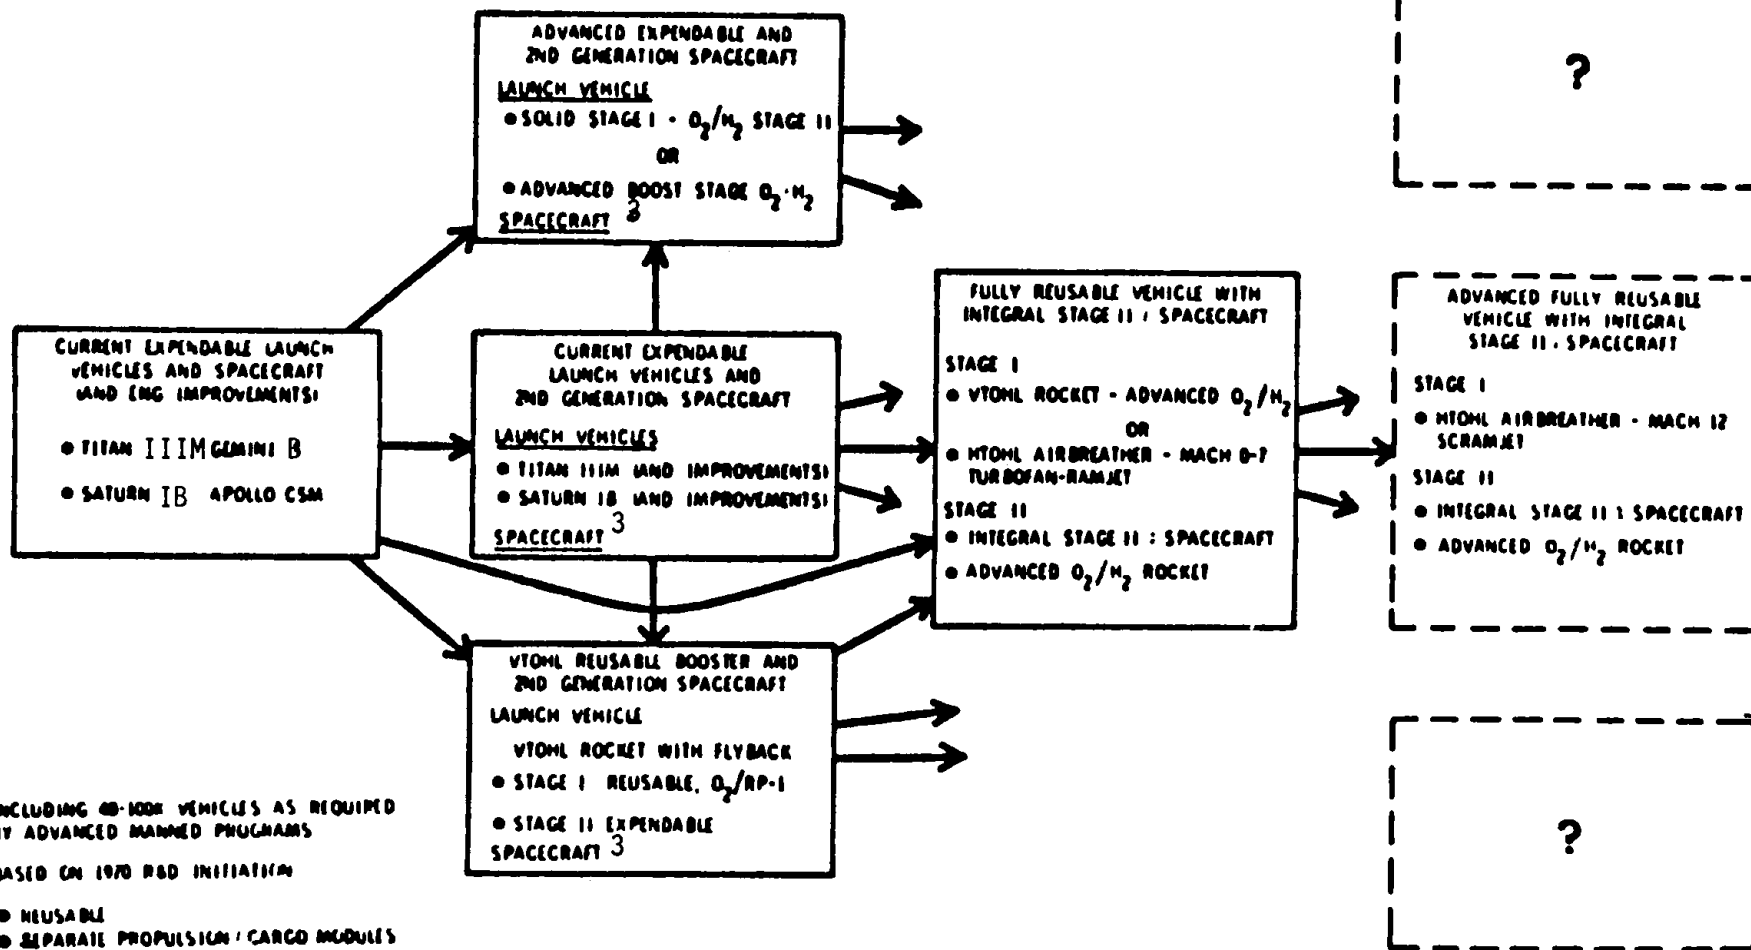 ADVANCED EXPENDABLE AND
2ND GENERATION SPACECRAFT
LAUNCH VEHICLE
● SOLID STAGE I - O2/H2 STAGE II
OR
● ADVANCED BOOST STAGE O2-H2
SPACECRAFT 3
?
CURRENT EXPENDABLE LAUNCH
VEHICLES AND SPACECRAFT
(AND ENG IMPROVEMENTS)
● TITAN IIIM GEMINI B
● SATURN IB APOLLO CSM
CURRENT EXPENDABLE
LAUNCH VEHICLES AND
2ND GENERATION SPACECRAFT
LAUNCH VEHICLES
● TITAN IIIM (AND IMPROVEMENTS)
● SATURN IB (AND IMPROVEMENTS)
SPACECRAFT 3
FULLY REUSABLE VEHICLE WITH
INTEGRAL STAGE II / SPACECRAFT
STAGE I
● VTOHL ROCKET - ADVANCED O2/H2
OR
● HTOHL AIRBREATHER - MACH 0-7
TURBOFAN-RAMJET
STAGE II
● INTEGRAL STAGE II : SPACECRAFT
● ADVANCED O2/H2 ROCKET
ADVANCED FULLY REUSABLE
VEHICLE WITH INTEGRAL
STAGE II . SPACECRAFT
STAGE I
● HTOHL AIRBREATHER - MACH 12
SCRAMJET
STAGE II
● INTEGRAL STAGE II : SPACECRAFT
● ADVANCED O2/H2 ROCKET
VTOHL REUSABLE BOOSTER AND
2ND GENERATION SPACECRAFT
LAUNCH VEHICLE
VTOHL ROCKET WITH FLYBACK
● STAGE I REUSABLE, O2/RP-1
● STAGE II EXPENDABLE
SPACECRAFT 3
?
NCLUDING 40-100K VEHICLES AS REQUIRED
Y ADVANCED MANNED PROGRAMS
ASED ON 1970 R&D INITIATION
● REUSABLE
● SEPARATE PROPULSION / CARGO MODULES